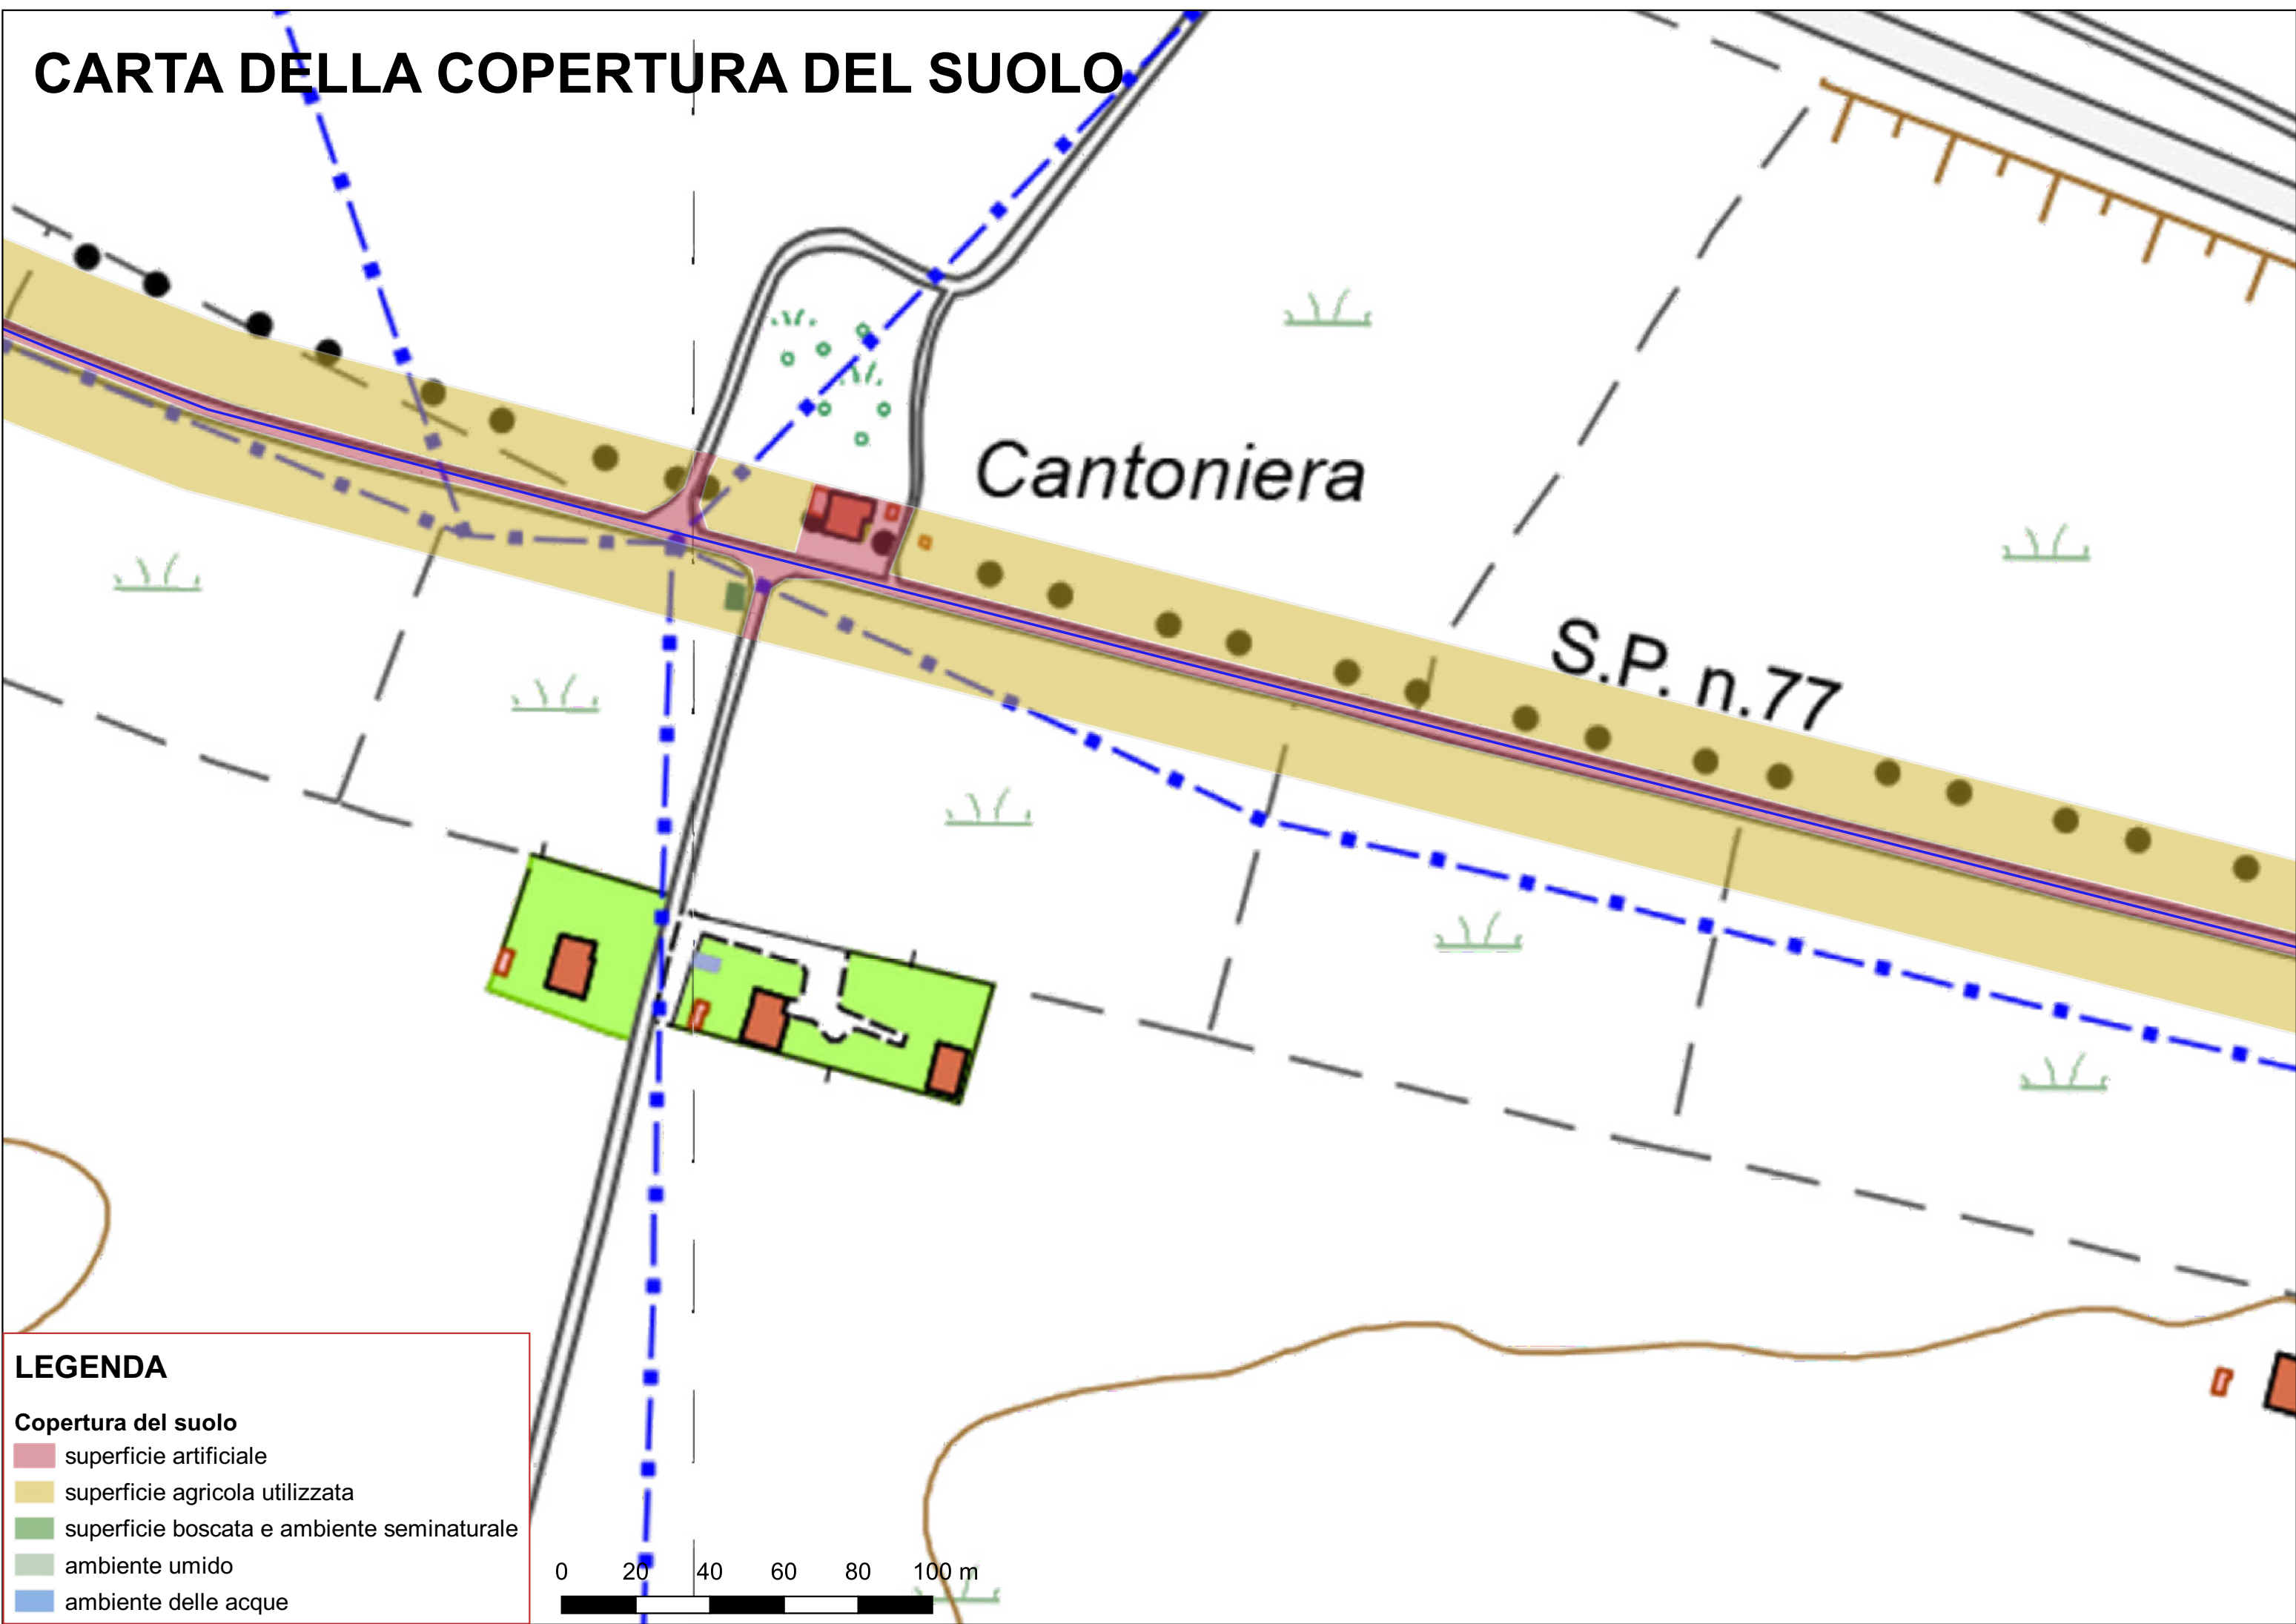 CARTA DELLA COPERTURA DEL SUOLO
Cantoniera
S.P. n.77
LEGENDA
Copertura del suolo
superficie artificiale
superficie agricola utilizzata
superficie boscata e ambiente seminaturale
ambiente umido
ambiente delle acque
0 20 40 60 80 100 m